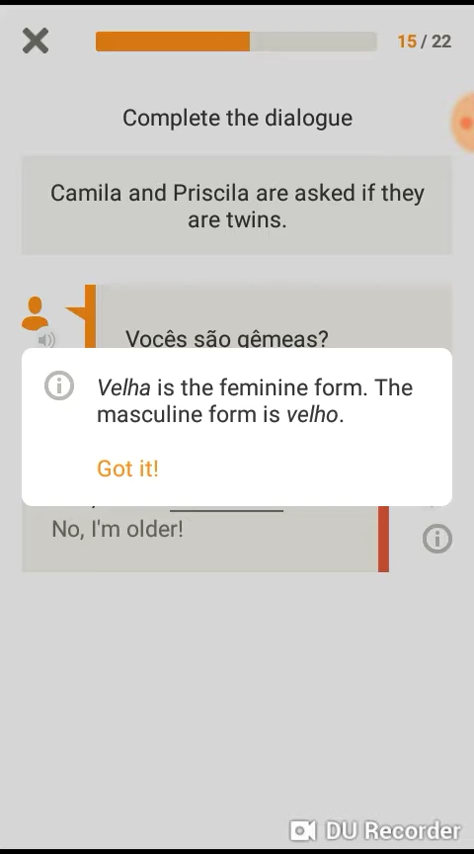 15 / 22
Complete the dialogue
Camila and Priscila are asked if they
are twins.
Vocês são gêmeas?
Velha is the feminine form. The
masculine form is velho.
Got it!
No, I'm older!
DU Recorder